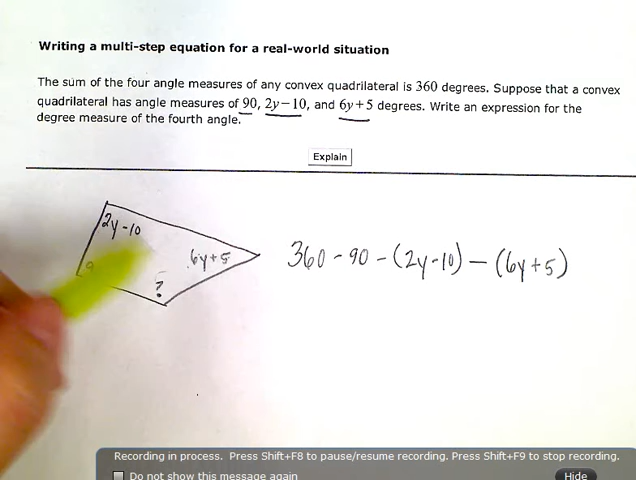 Writing a multi-step equation for a real-world situation
The sum of the four angle measures of any convex quadrilateral is 360 degrees. Suppose that a convex
quadrilateral has angle measures of 90, 2y−10, and 6y+5 degrees. Write an expression for the
degree measure of the fourth angle.
Explain
2y-10
6y+5
?
360 - 90 - (2y-10) - (6y+5)
Recording in process. Press Shift+F8 to pause/resume recording. Press Shift+F9 to stop recording.
Do not show this message again
Hide